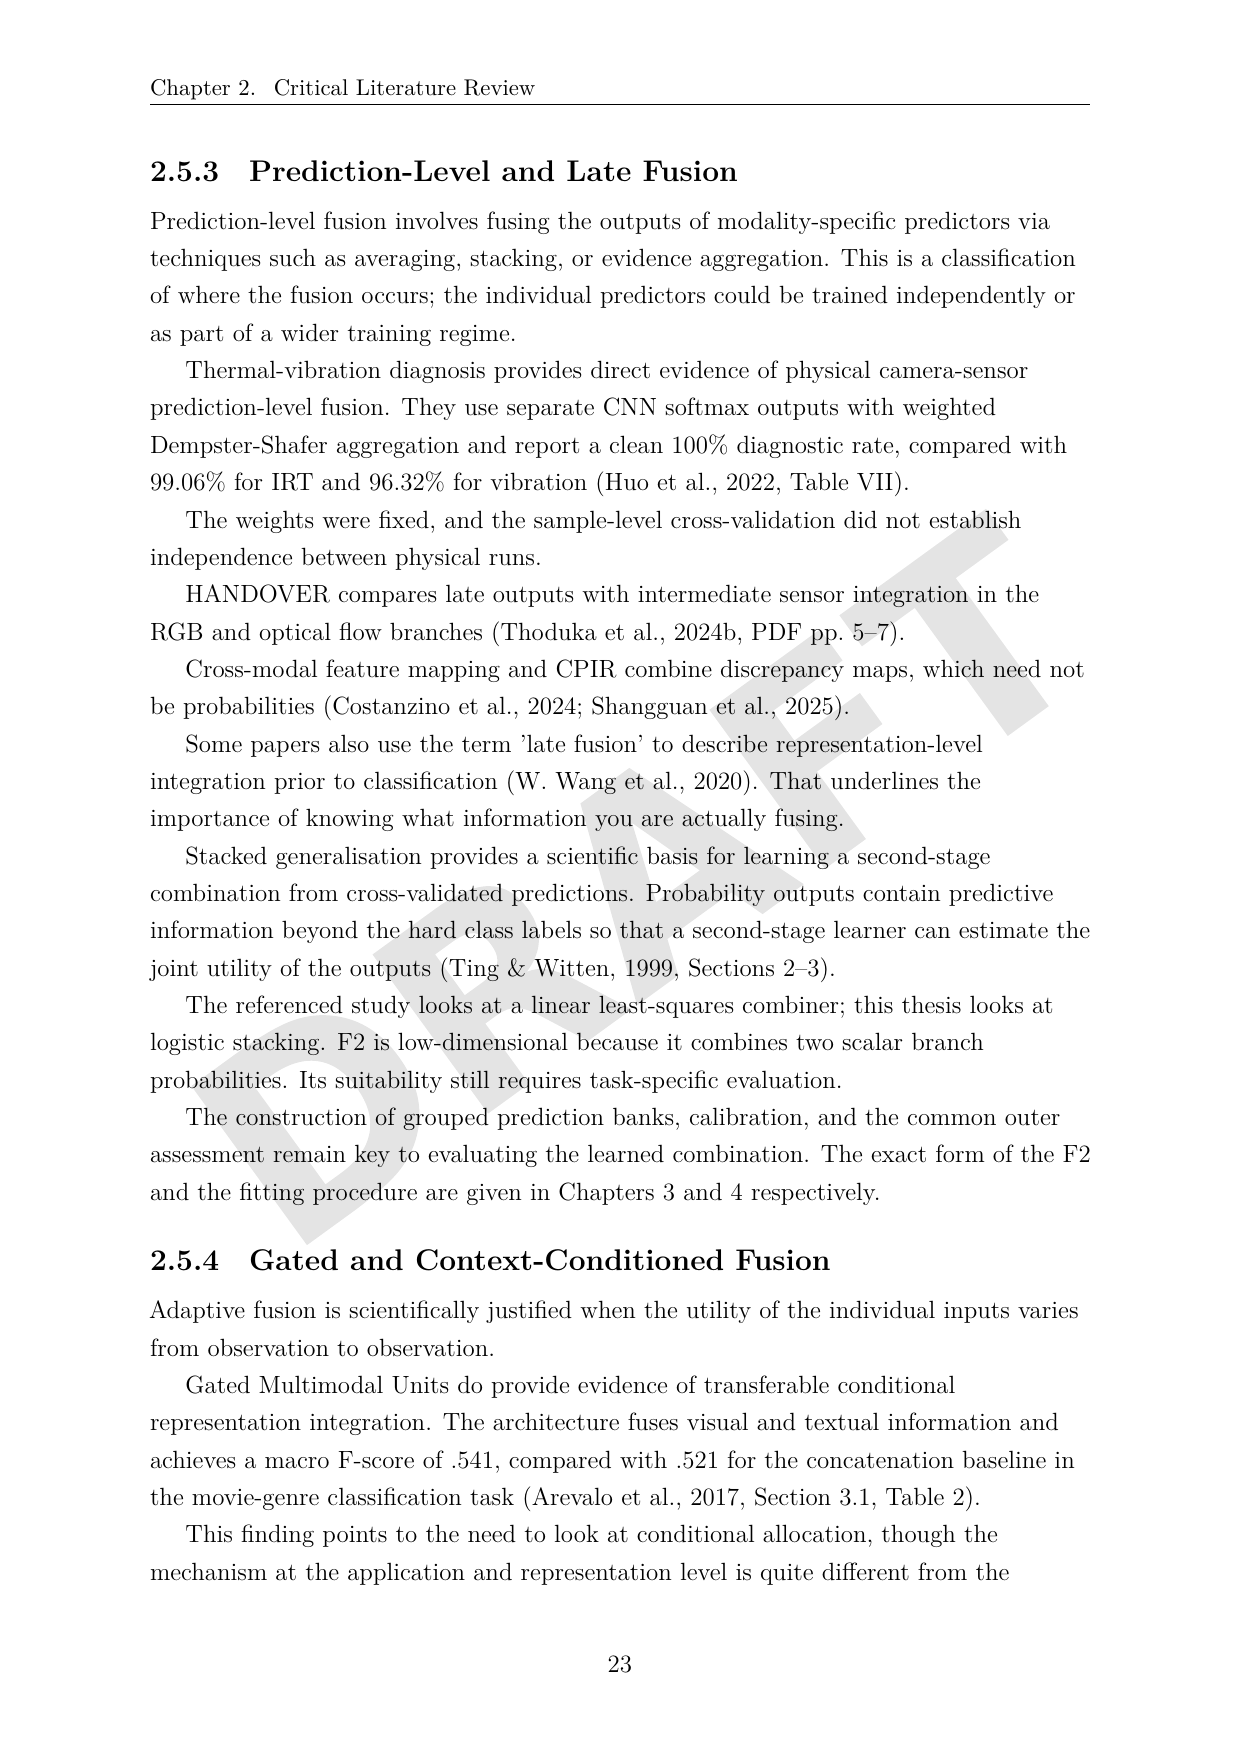 Chapter 2. Critical Literature Review
2.5.3 Prediction-Level and Late Fusion
Prediction-level fusion involves fusing the outputs of modality-specific predictors via
techniques such as averaging, stacking, or evidence aggregation. This is a classification
of where the fusion occurs; the individual predictors could be trained independently or
as part of a wider training regime.
Thermal-vibration diagnosis provides direct evidence of physical camera-sensor
prediction-level fusion. They use separate CNN softmax outputs with weighted
Dempster-Shafer aggregation and report a clean 100% diagnostic rate, compared with
99.06% for IRT and 96.32% for vibration (Huo et al., 2022, Table VII).
The weights were fixed, and the sample-level cross-validation did not establish
independence between physical runs.
HANDOVER compares late outputs with intermediate sensor integration in the
RGB and optical flow branches (Thoduka et al., 2024b, PDF pp. 5–7).
Cross-modal feature mapping and CPIR combine discrepancy maps, which need not
be probabilities (Costanzino et al., 2024; Shangguan et al., 2025).
Some papers also use the term ’late fusion’ to describe representation-level
integration prior to classification (W. Wang et al., 2020). That underlines the
importance of knowing what information you are actually fusing.
Stacked generalisation provides a scientific basis for learning a second-stage
combination from cross-validated predictions. Probability outputs contain predictive
information beyond the hard class labels so that a second-stage learner can estimate the
joint utility of the outputs (Ting & Witten, 1999, Sections 2–3).
The referenced study looks at a linear least-squares combiner; this thesis looks at
logistic stacking. F2 is low-dimensional because it combines two scalar branch
probabilities. Its suitability still requires task-specific evaluation.
The construction of grouped prediction banks, calibration, and the common outer
assessment remain key to evaluating the learned combination. The exact form of the F2
and the fitting procedure are given in Chapters 3 and 4 respectively.
2.5.4 Gated and Context-Conditioned Fusion
Adaptive fusion is scientifically justified when the utility of the individual inputs varies
from observation to observation.
Gated Multimodal Units do provide evidence of transferable conditional
representation integration. The architecture fuses visual and textual information and
achieves a macro F-score of .541, compared with .521 for the concatenation baseline in
the movie-genre classification task (Arevalo et al., 2017, Section 3.1, Table 2).
This finding points to the need to look at conditional allocation, though the
mechanism at the application and representation level is quite different from the
23
DRAFT